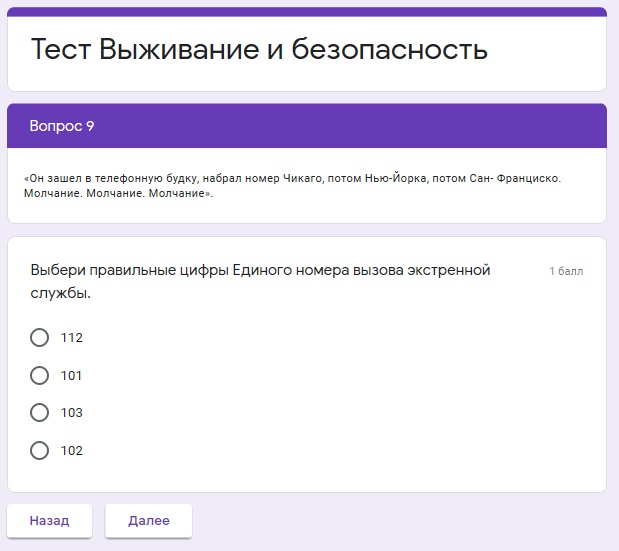 Тест Выживание и безопасность
Вопрос 9
«Он зашел в телефонную будку, набрал номер Чикаго, потом Нью-Йорка, потом Сан- Франциско.
Молчание. Молчание. Молчание».
Выбери правильные цифры Единого номера вызова экстренной
службы.
1 балл
112
101
103
102
Назад
Далее